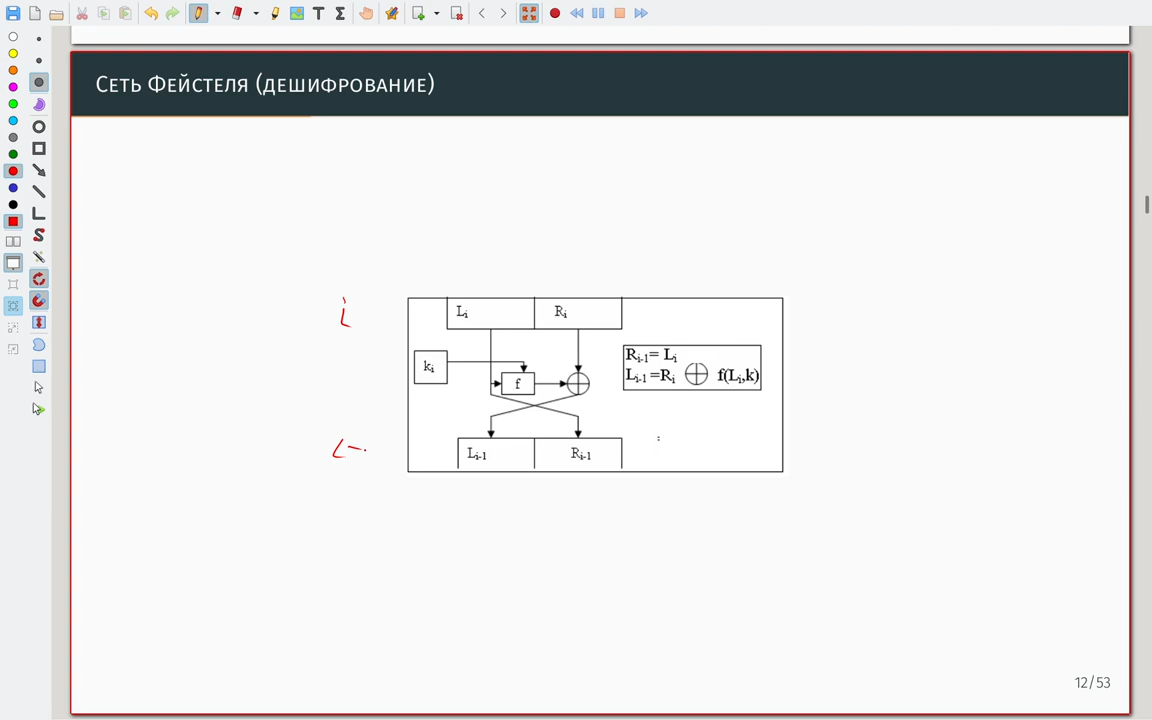 Сеть Фейстеля (дешифрование)
i
Li Ri
ki
f
Ri-1= Li
Li-1 =Ri ⊕ f(Li,k)
Li-1 Ri-1
12/53